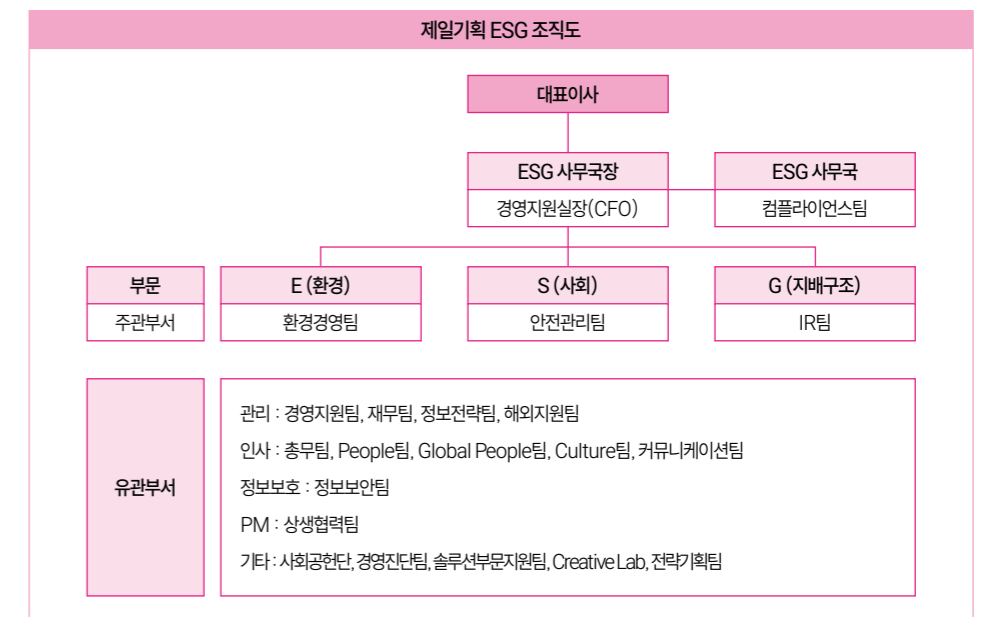 제일기획 ESG 조직도
대표이사
ESG 사무국장
ESG 사무국
경영지원실장(CFO)
컴플라이언스팀
부문
E (환경)
S (사회)
G (지배구조)
주관부서
환경경영팀
안전관리팀
IR팀
유관부서
관리 : 경영지원팀, 재무팀, 정보전략팀, 해외지원팀
인사 : 총무팀, People팀, Global People팀, Culture팀, 커뮤니케이션팀
정보보호 : 정보보안팀
PM : 상생협력팀
기타 : 사회공헌단, 경영진단팀, 솔루션부문지원팀, Creative Lab, 전략기획팀